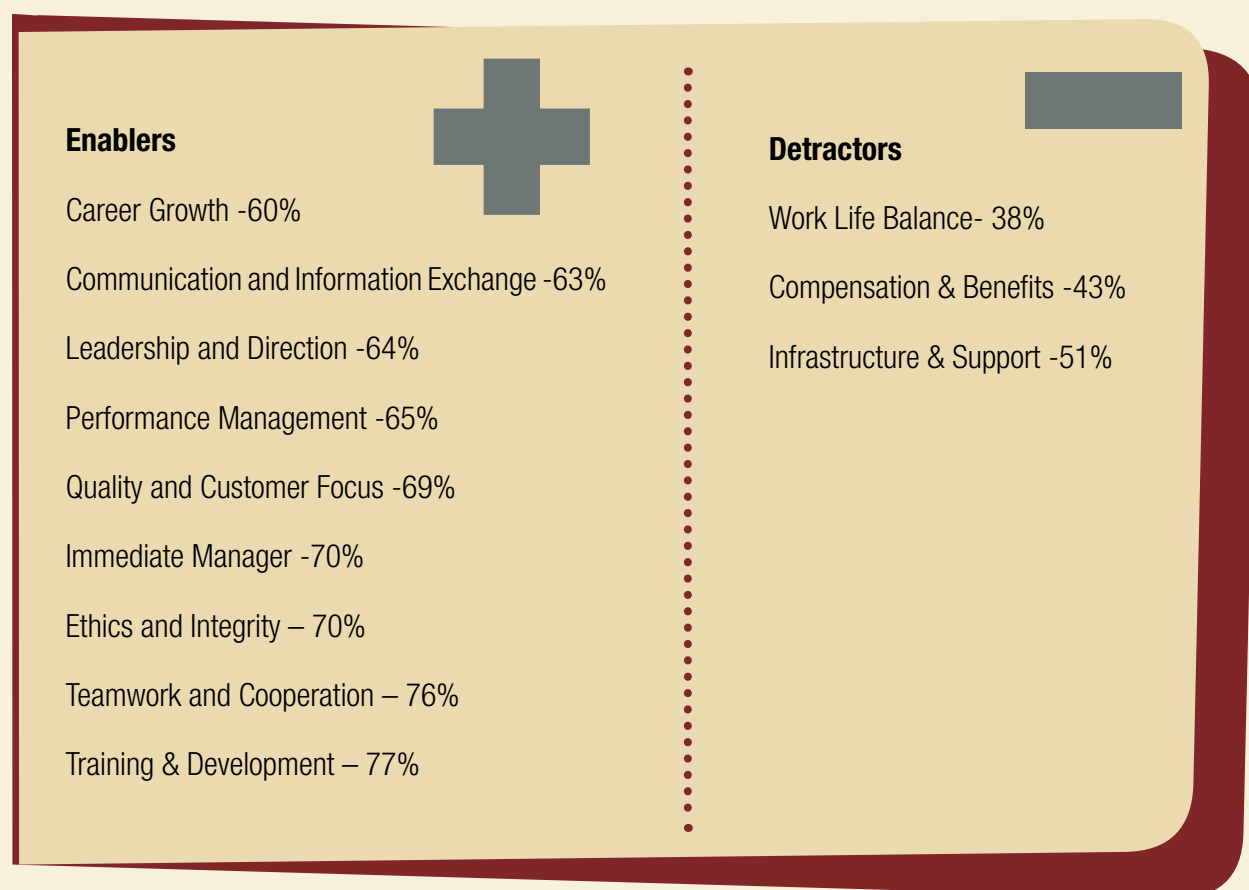 Enablers
Career Growth -60%
Communication and Information Exchange -63%
Leadership and Direction -64%
Performance Management -65%
Quality and Customer Focus -69%
Immediate Manager -70%
Ethics and Integrity – 70%
Teamwork and Cooperation – 76%
Training & Development – 77%
Detractors
Work Life Balance- 38%
Compensation & Benefits -43%
Infrastructure & Support -51%